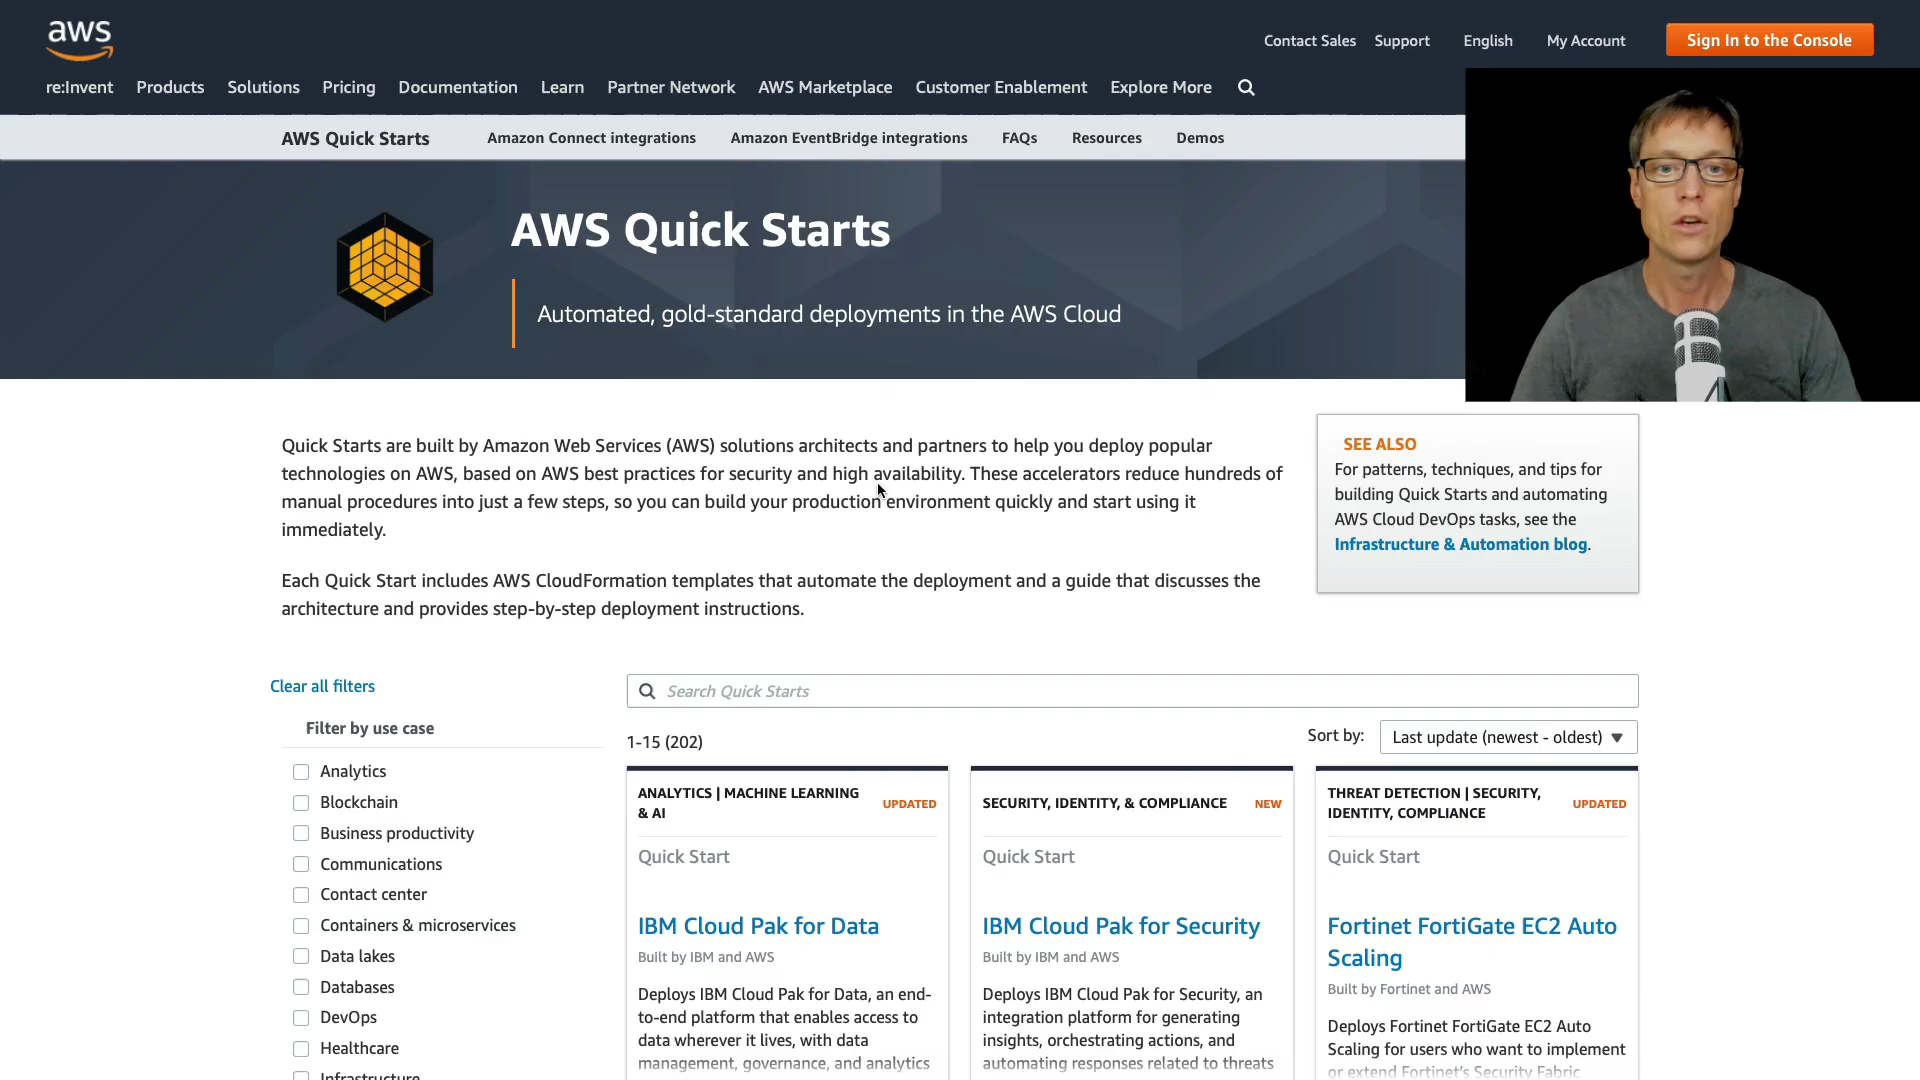 aws
Contact Sales Support English My Account Sign In to the Console
re:Invent Products Solutions Pricing Documentation Learn Partner Network AWS Marketplace Customer Enablement Explore More
AWS Quick Starts Amazon Connect integrations Amazon EventBridge integrations FAQs Resources Demos
AWS Quick Starts
Automated, gold-standard deployments in the AWS Cloud
Quick Starts are built by Amazon Web Services (AWS) solutions architects and partners to help you deploy popular
technologies on AWS, based on AWS best practices for security and high availability. These accelerators reduce hundreds of
manual procedures into just a few steps, so you can build your production environment quickly and start using it
immediately.
Each Quick Start includes AWS CloudFormation templates that automate the deployment and a guide that discusses the
architecture and provides step-by-step deployment instructions.
SEE ALSO
For patterns, techniques, and tips for
building Quick Starts and automating
AWS Cloud DevOps tasks, see the
Infrastructure & Automation blog.
Clear all filters
Filter by use case
Analytics
Blockchain
Business productivity
Communications
Contact center
Containers & microservices
Data lakes
Databases
DevOps
Healthcare
Infrastructure
Search Quick Starts
1-15 (202)
Sort by: Last update (newest - oldest)
ANALYTICS | MACHINE LEARNING
& AI
UPDATED
Quick Start
IBM Cloud Pak for Data
Built by IBM and AWS
Deploys IBM Cloud Pak for Data, an end-
to-end platform that enables access to
data wherever it lives, with data
management, governance, and analytics
SECURITY, IDENTITY, & COMPLIANCE
NEW
Quick Start
IBM Cloud Pak for Security
Built by IBM and AWS
Deploys IBM Cloud Pak for Security, an
integration platform for generating
insights, orchestrating actions, and
automating responses related to threats
THREAT DETECTION | SECURITY,
IDENTITY, COMPLIANCE
UPDATED
Quick Start
Fortinet FortiGate EC2 Auto
Scaling
Built by Fortinet and AWS
Deploys Fortinet FortiGate EC2 Auto
Scaling for users who want to implement
or extend Fortinet's Security Fabric